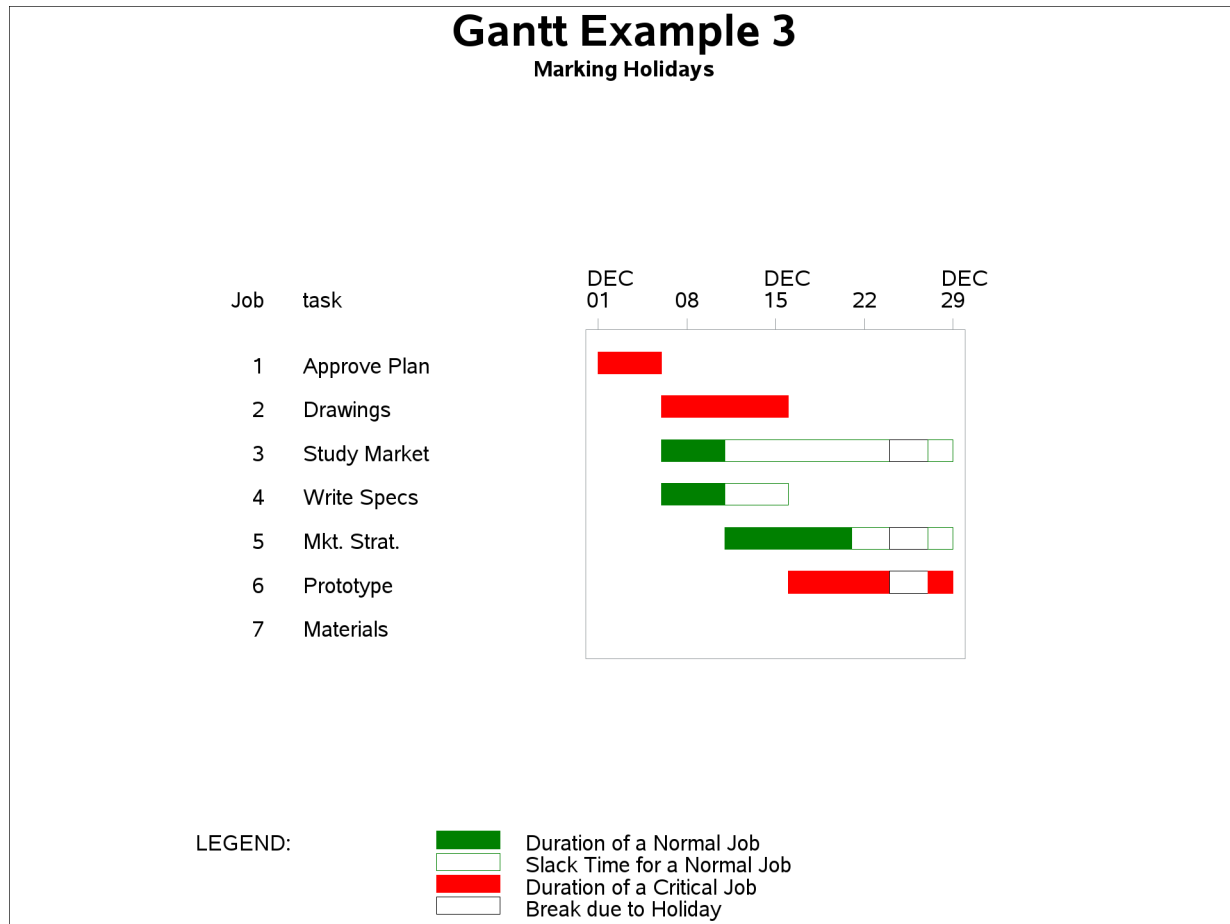 Gantt Example 3
Marking Holidays
DEC DEC DEC
Job task 01 08 15 22 29
1 Approve Plan
2 Drawings
3 Study Market
4 Write Specs
5 Mkt. Strat.
6 Prototype
7 Materials
LEGEND: Duration of a Normal Job
Slack Time for a Normal Job
Duration of a Critical Job
Break due to Holiday